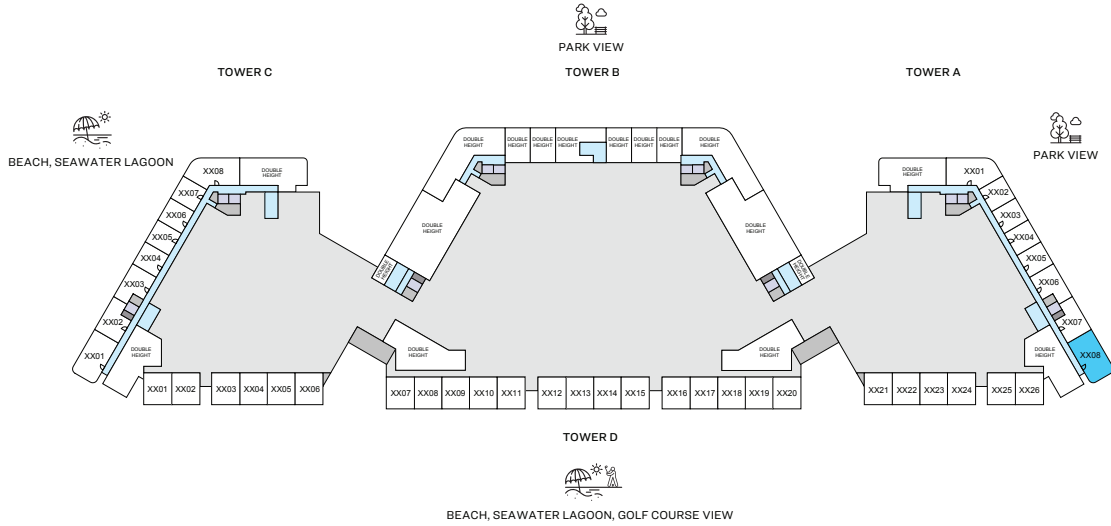 PARK VIEW
TOWER C
TOWER B
TOWER A
BEACH, SEAWATER LAGOON
PARK VIEW
DOUBLE
HEIGHT
DOUBLE
HEIGHT
DOUBLE
HEIGHT
DOUBLE
HEIGHT
DOUBLE
HEIGHT
DOUBLE
HEIGHT
DOUBLE
HEIGHT
DOUBLE
HEIGHT
XX08
DOUBLE
HEIGHT
XX07
XX06
XX05
XX04
XX03
XX02
XX01
DOUBLE
HEIGHT
DOUBLE
HEIGHT
DOUBLE
HEIGHT
DOUBLE
HEIGHT
DOUBLE
HEIGHT
DOUBLE
HEIGHT
XX01
XX02
XX03
XX04
XX05
XX06
XX07
XX08
DOUBLE
HEIGHT
DOUBLE
HEIGHT
DOUBLE
HEIGHT
DOUBLE
HEIGHT
XX01 XX02 XX03 XX04 XX05 XX06
XX07 XX08 XX09 XX10 XX11 XX12 XX13 XX14 XX15 XX16 XX17 XX18 XX19 XX20
XX21 XX22 XX23 XX24 XX25 XX26
TOWER D
BEACH, SEAWATER LAGOON, GOLF COURSE VIEW